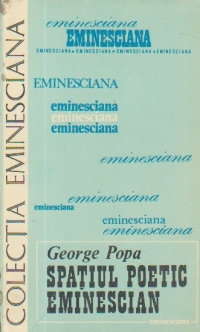 COLECȚIA EMINESCIANA
eminesciana
EMINESCIANA
EMINESCIANA • EMINESCIANA • EMINESCIANA • EMINESCIANA
EMINESCIANA
eminesciana
eminesciana
eminesciana
eminesciana
eminesciana
eminesciana
eminesciana
eminesciana
George Popa
SPAȚIUL POETIC
EMINESCIAN